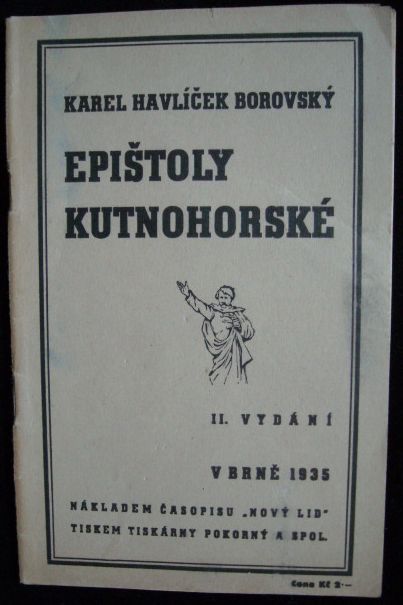 KAREL HAVLÍČEK BOROVSKÝ
EPIŠTOLY
KUTNOHORSKÉ
II. VYDÁNÍ
V BRNĚ 1935
NÁKLADEM ČASOPISU „NOVÝ LID"
TISKEM TISKÁRNY POKORNÝ A SPOL.
Cena Kč 2·—